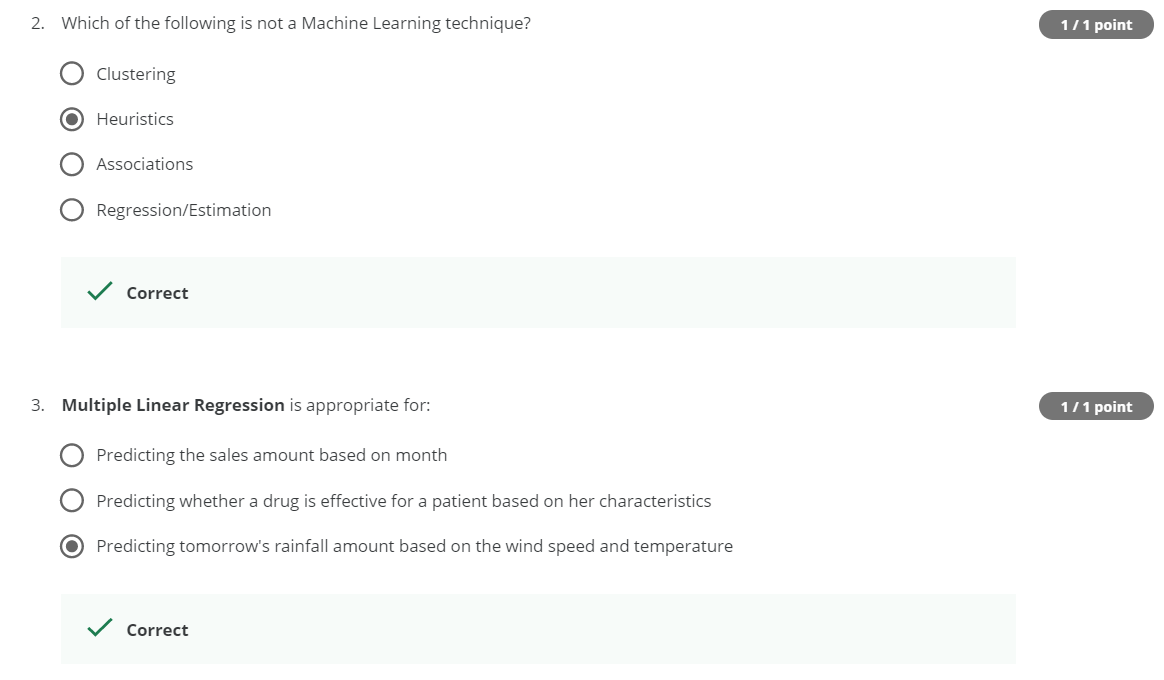 2. Which of the following is not a Machine Learning technique?
1 / 1 point
Clustering
Heuristics
Associations
Regression/Estimation
Correct
3. Multiple Linear Regression is appropriate for:
1 / 1 point
Predicting the sales amount based on month
Predicting whether a drug is effective for a patient based on her characteristics
Predicting tomorrow's rainfall amount based on the wind speed and temperature
Correct